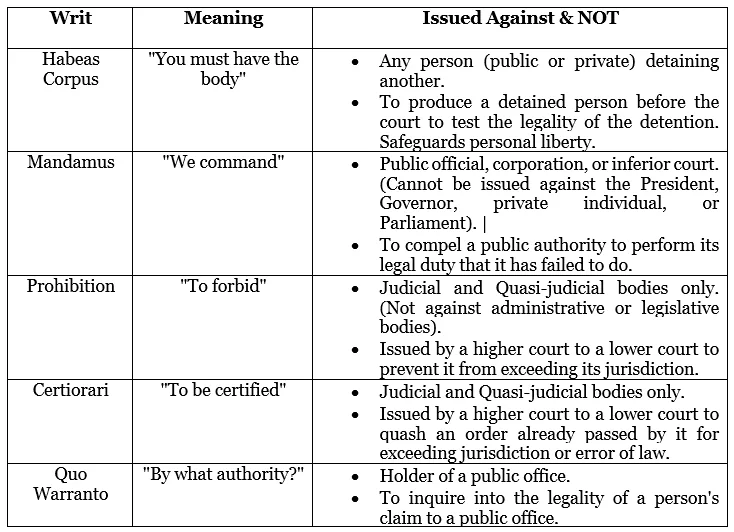 Writ Meaning Issued Against & NOT
Habeas Corpus "You must have the body"
• Any person (public or private) detaining
another.
• To produce a detained person before the
court to test the legality of the detention.
Safeguards personal liberty.
Mandamus "We command"
• Public official, corporation, or inferior court.
(Cannot be issued against the President,
Governor, private individual, or
Parliament). |
• To compel a public authority to perform its
legal duty that it has failed to do.
Prohibition "To forbid"
• Judicial and Quasi-judicial bodies only.
(Not against administrative or legislative
bodies).
• Issued by a higher court to a lower court to
prevent it from exceeding its jurisdiction.
Certiorari "To be certified"
• Judicial and Quasi-judicial bodies only.
• Issued by a higher court to a lower court to
quash an order already passed by it for
exceeding jurisdiction or error of law.
Quo Warranto "By what authority?"
• Holder of a public office.
• To inquire into the legality of a person's
claim to a public office.